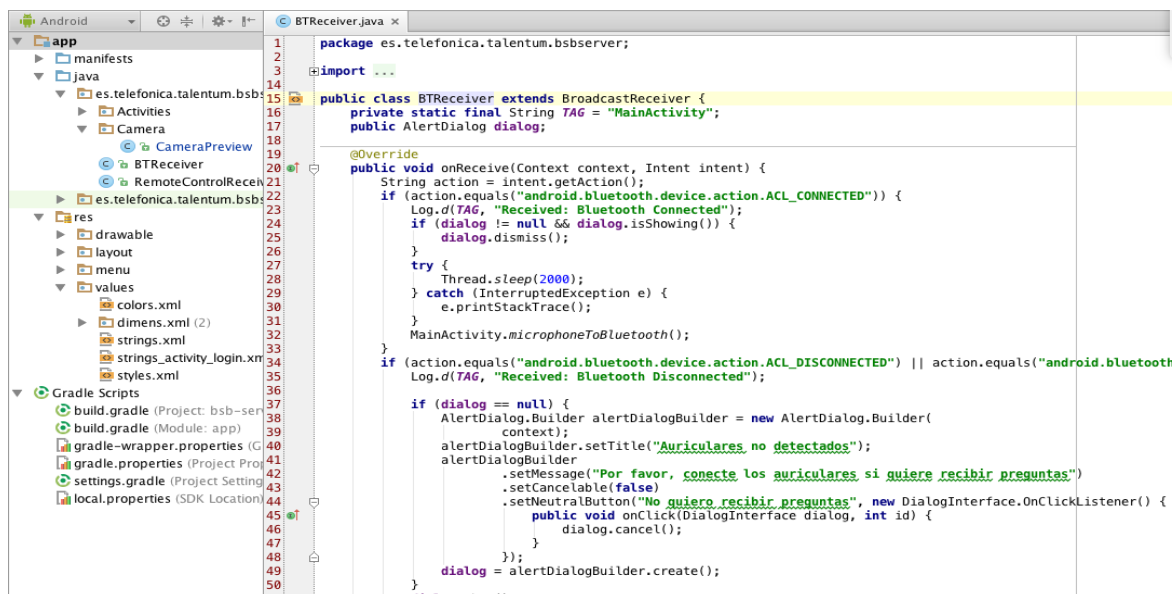 Android
BTReceiver.java
app
manifests
java
es.telefonica.talentum.bsbs
Activities
Camera
CameraPreview
BTReceiver
RemoteControlReceiv
es.telefonica.talentum.bsbs
res
drawable
layout
menu
values
colors.xml
dimens.xml (2)
strings.xml
strings_activity_login.xm
styles.xml
Gradle Scripts
build.gradle (Project: bsb-serv
build.gradle (Module: app)
gradle-wrapper.properties (G
gradle.properties (Project Prop
settings.gradle (Project Setting
local.properties (SDK Location)
1 package es.telefonica.talentum.bsbserver;
2
3 import ...
14
15 public class BTReceiver extends BroadcastReceiver {
16 private static final String TAG = "MainActivity";
17 public AlertDialog dialog;
18
19 @Override
20 public void onReceive(Context context, Intent intent) {
21 String action = intent.getAction();
22 if (action.equals("android.bluetooth.device.action.ACL_CONNECTED")) {
23 Log.d(TAG, "Received: Bluetooth Connected");
24 if (dialog != null && dialog.isShowing()) {
25 dialog.dismiss();
26 }
27 try {
28 Thread.sleep(2000);
29 } catch (InterruptedException e) {
30 e.printStackTrace();
31 }
32 MainActivity.microphoneToBluetooth();
33 }
34 if (action.equals("android.bluetooth.device.action.ACL_DISCONNECTED") || action.equals("android.bluetooth
35 Log.d(TAG, "Received: Bluetooth Disconnected");
36
37 if (dialog == null) {
38 AlertDialog.Builder alertDialogBuilder = new AlertDialog.Builder(
39 context);
40 alertDialogBuilder.setTitle("Auriculares no detectados");
41 alertDialogBuilder
42 .setMessage("Por favor, conecte los auriculares si quiere recibir preguntas")
43 .setCancelable(false)
44 .setNeutralButton("No quiero recibir preguntas", new DialogInterface.OnClickListener() {
45 public void onClick(DialogInterface dialog, int id) {
46 dialog.cancel();
47 }
48 });
49 dialog = alertDialogBuilder.create();
50 }